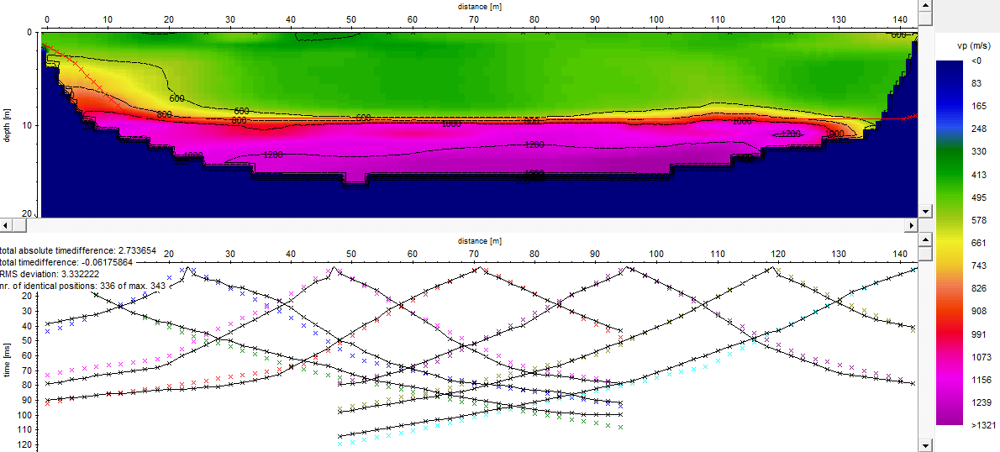 distance [m]
0 10 20 30 40 50 60 70 80 90 100 110 120 130 140
vp (m/s)
0
600
<0
83
165
600
248
600 600 800
330
800 800 1000 1000
depth [m]
10
413
1000 1200 1000
1200
495
1000 1200
578
20
661
distance [m]
743
total absolute timedifference: 2.733654
20 30 40 50 60 70 80 90 100 110 120 130 140
total timedifference: -0.06175864
826
RMS deviation: 3.332222
nr. of identical positions: 336 of max. 343
908
20
30
991
40
50
1073
60
time [ms]
70
1156
80
90
1239
100
>1321
110
120